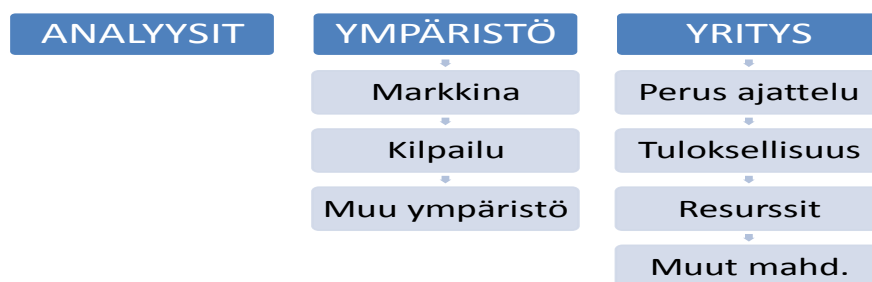 ANALYYSIT
YMPÄRISTÖ
Markkina
Kilpailu
Muu ympäristö
YRITYS
Perus ajattelu
Tuloksellisuus
Resurssit
Muut mahd.